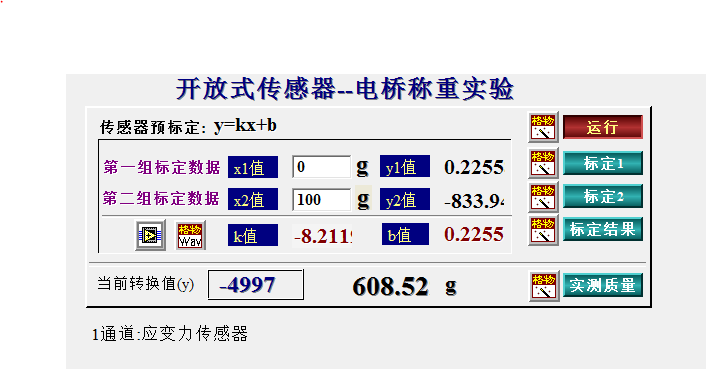 开放式传感器--电桥称重实验
传感器预标定: y=kx+b 格物 运行
第一组标定数据 x1值 0 g y1值 0.2255 格物 标定1
第二组标定数据 x2值 100 g y2值 -833.94 格物 标定2
格物 Wav k值 -8.2119 b值 0.2255 格物 标定结果
当前转换值(y) -4997 608.52 g 格物 实测质量
1通道:应变力传感器